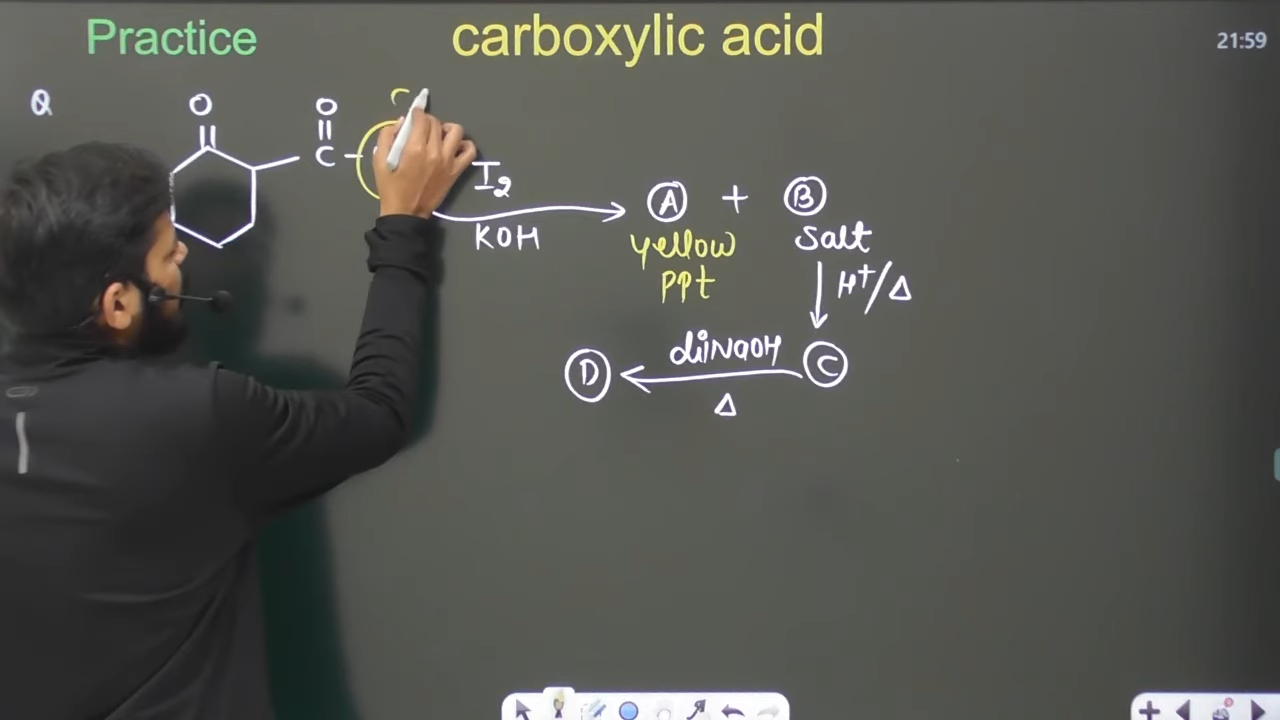 Practice
carboxylic acid
21:59
Q
O
O
C
I2
KOH
A + B
yellow
ppt
Salt
H+/Δ
dil NaOH
Δ
D
C